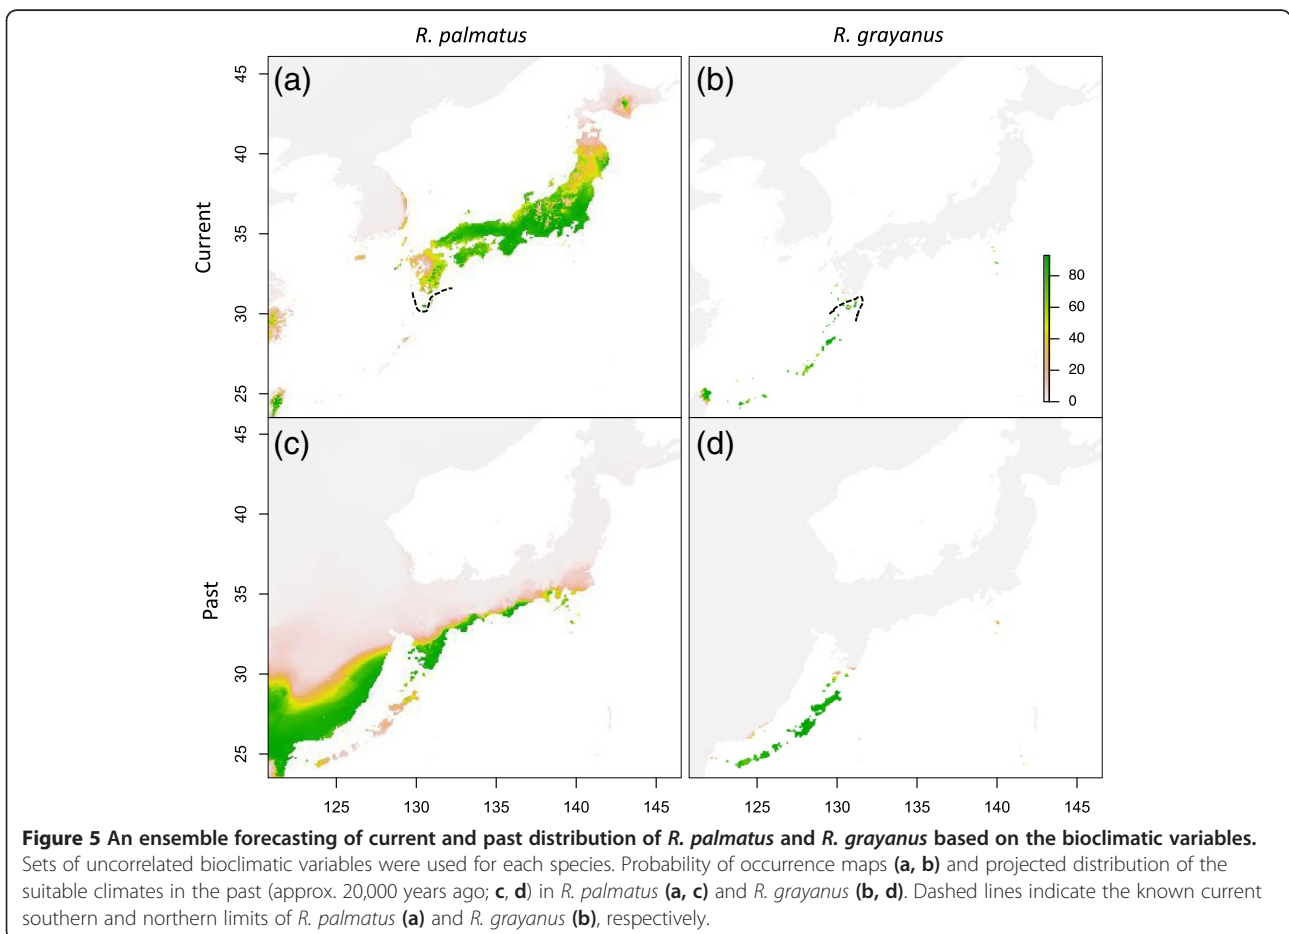 R. palmatus
R. grayanus
(a)
(b)
Current
45
40
35
30
25
80
60
40
20
0
(c)
(d)
Past
45
40
35
30
25
125
130
135
140
145
125
130
135
140
145
Figure 5 An ensemble forecasting of current and past distribution of R. palmatus and R. grayanus based on the bioclimatic variables.
Sets of uncorrelated bioclimatic variables were used for each species. Probability of occurrence maps (a, b) and projected distribution of the
suitable climates in the past (approx. 20,000 years ago; c, d) in R. palmatus (a, c) and R. grayanus (b, d). Dashed lines indicate the known current
southern and northern limits of R. palmatus (a) and R. grayanus (b), respectively.